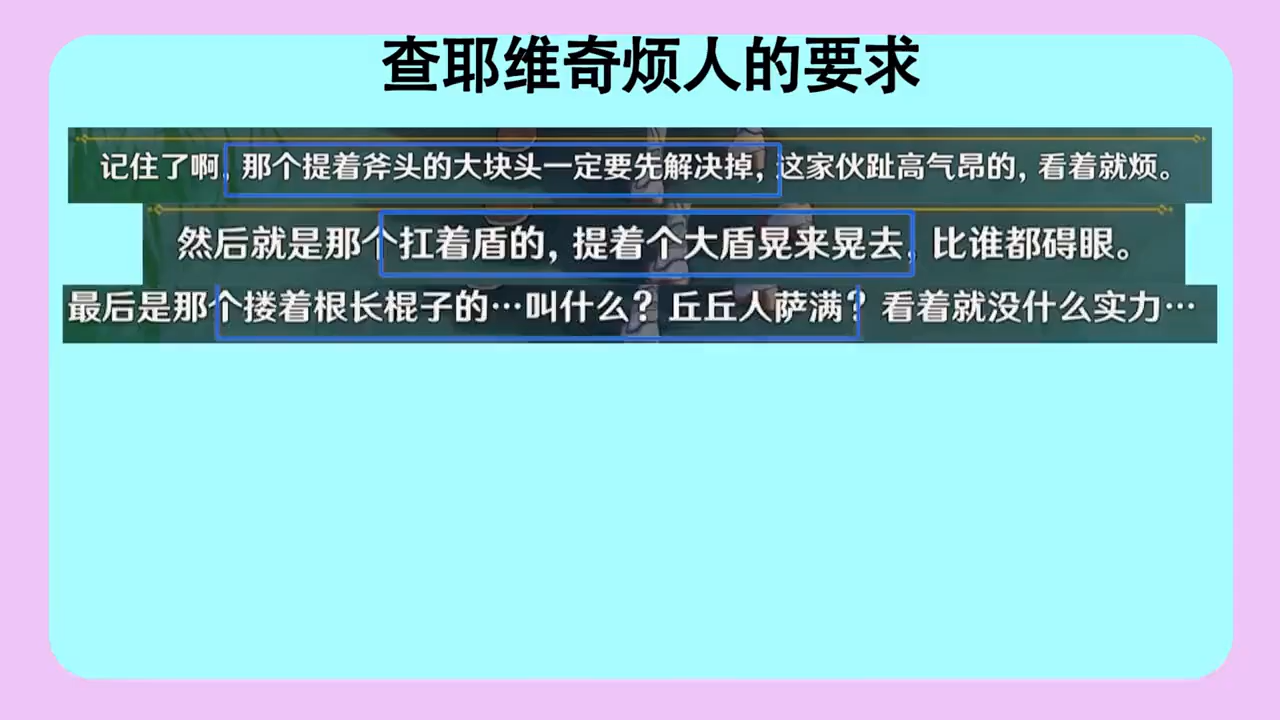 查耶维奇烦人的要求
记住了啊，那个提着斧头的大块头一定要先解决掉，这家伙趾高气昂的，看着就烦。
然后就是那个扛着盾的，提着个大盾晃来晃去，比谁都碍眼。
最后是那个搂着根长棍子的…叫什么？丘丘人萨满？看着就没什么实力…